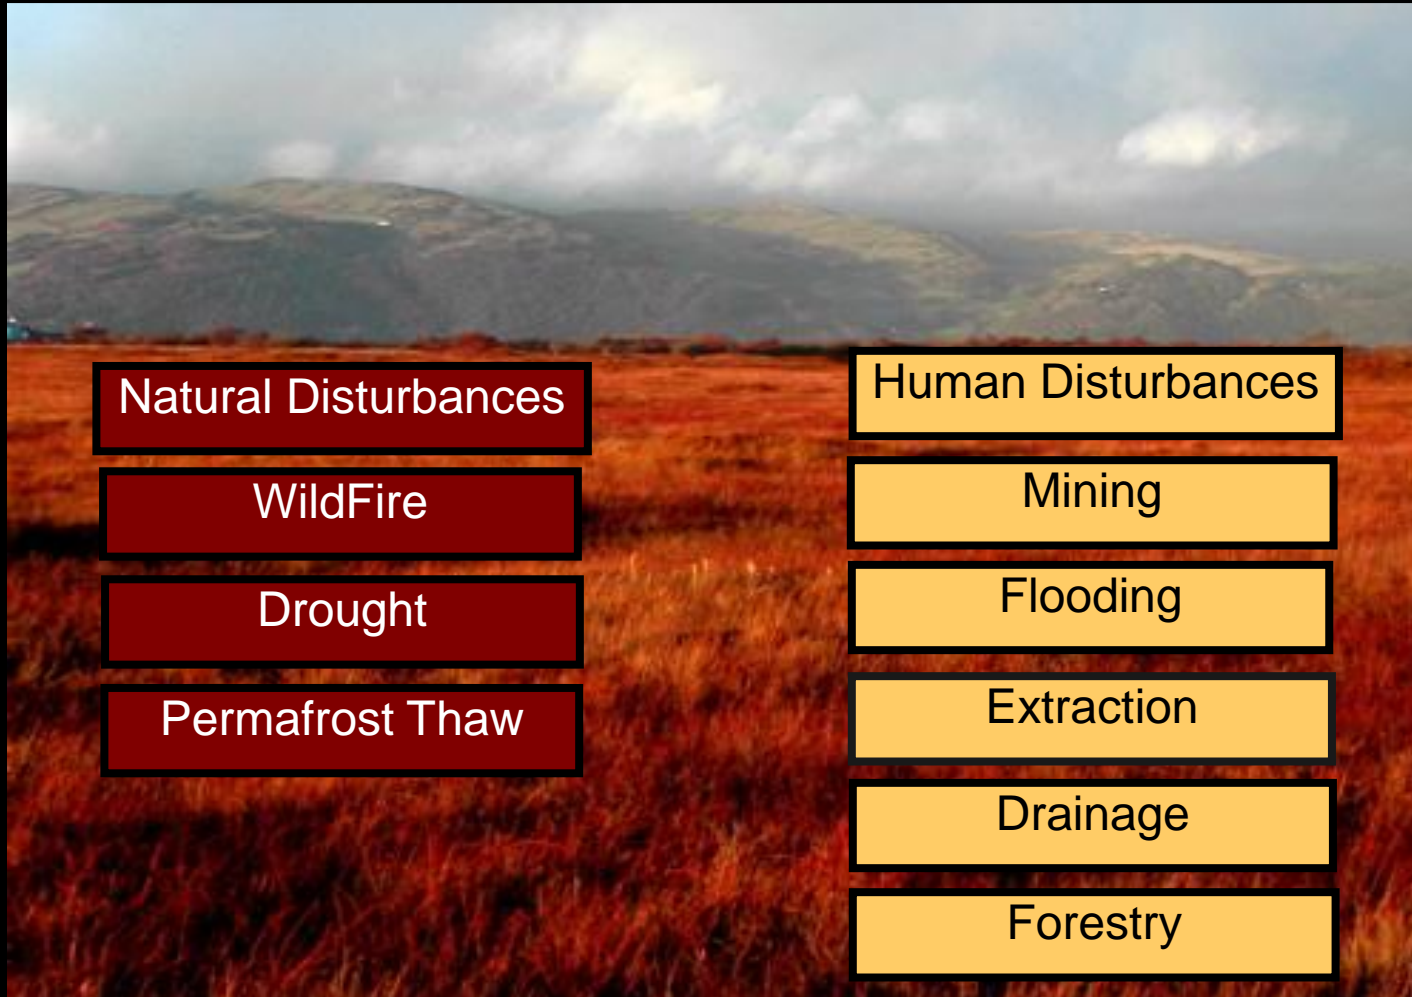 Natural Disturbances
WildFire
Drought
Permafrost Thaw
Human Disturbances
Mining
Flooding
Extraction
Drainage
Forestry